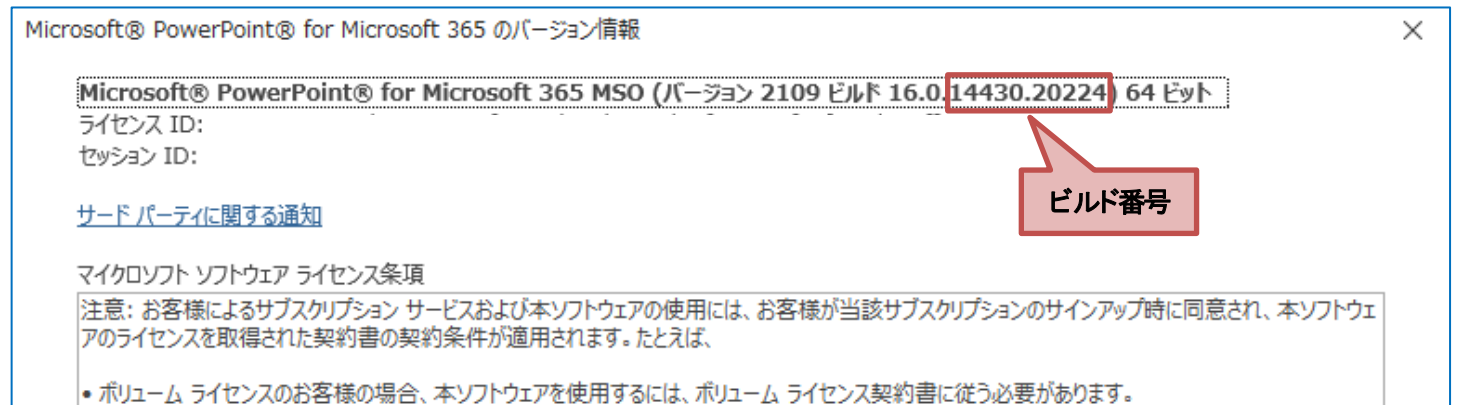 Microsoft® PowerPoint® for Microsoft 365 のバージョン情報
Microsoft® PowerPoint® for Microsoft 365 MSO (バージョン 2109 ビルド 16.0.14430.20224) 64 ビット
ライセンス ID:
セッション ID:
ビルド番号
サード パーティに関する通知
マイクロソフト ソフトウェア ライセンス条項
注意: お客様によるサブスクリプション サービスおよび本ソフトウェアの使用には、お客様が当該サブスクリプションのサインアップ時に同意され、本ソフトウェ
アのライセンスを取得された契約書の契約条件が適用されます。たとえば、
• ボリューム ライセンスのお客様の場合、本ソフトウェアを使用するには、ボリューム ライセンス契約書に従う必要があります。